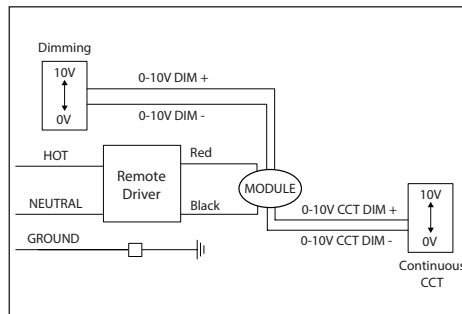 Dimming
10V
0V
0-10V DIM +
0-10V DIM -
HOT
Red
Remote
Driver
MODULE
NEUTRAL
Black
GROUND
0-10V CCT DIM +
0-10V CCT DIM -
10V
0V
Continuous
CCT